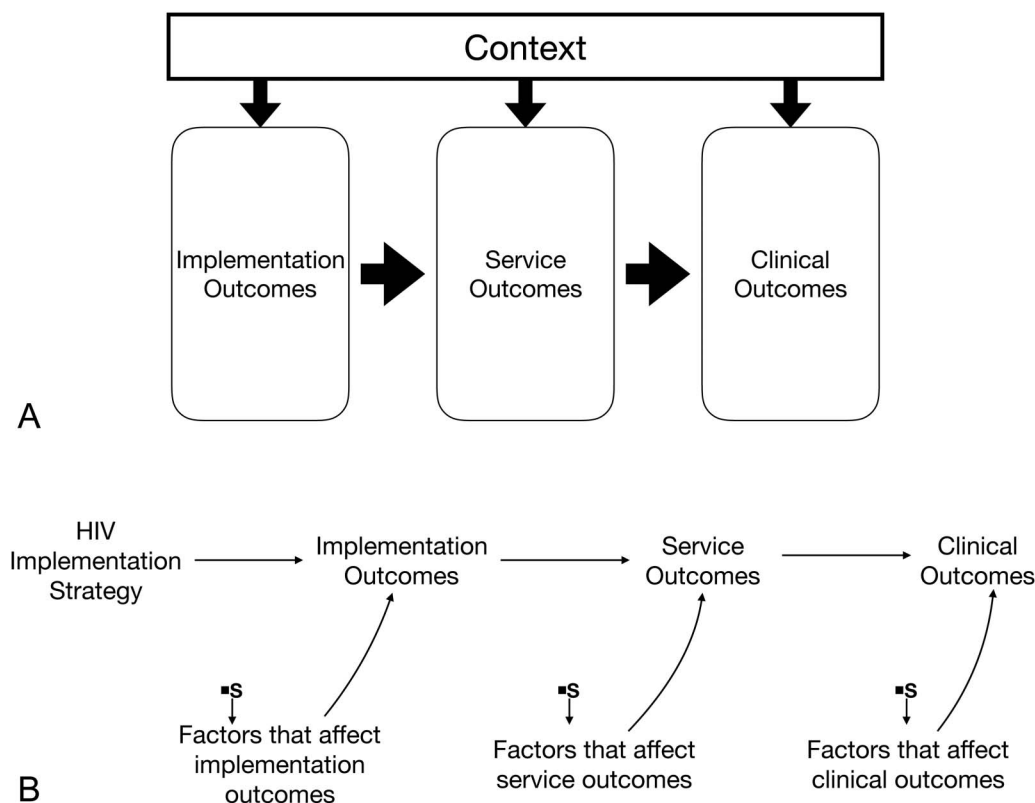 Context
Implementation
Outcomes
Service
Outcomes
Clinical
Outcomes
A
HIV
Implementation
Strategy
Implementation
Outcomes
Service
Outcomes
Clinical
Outcomes
■S
Factors that affect
implementation
outcomes
■S
Factors that affect
service outcomes
■S
Factors that affect
clinical outcomes
B